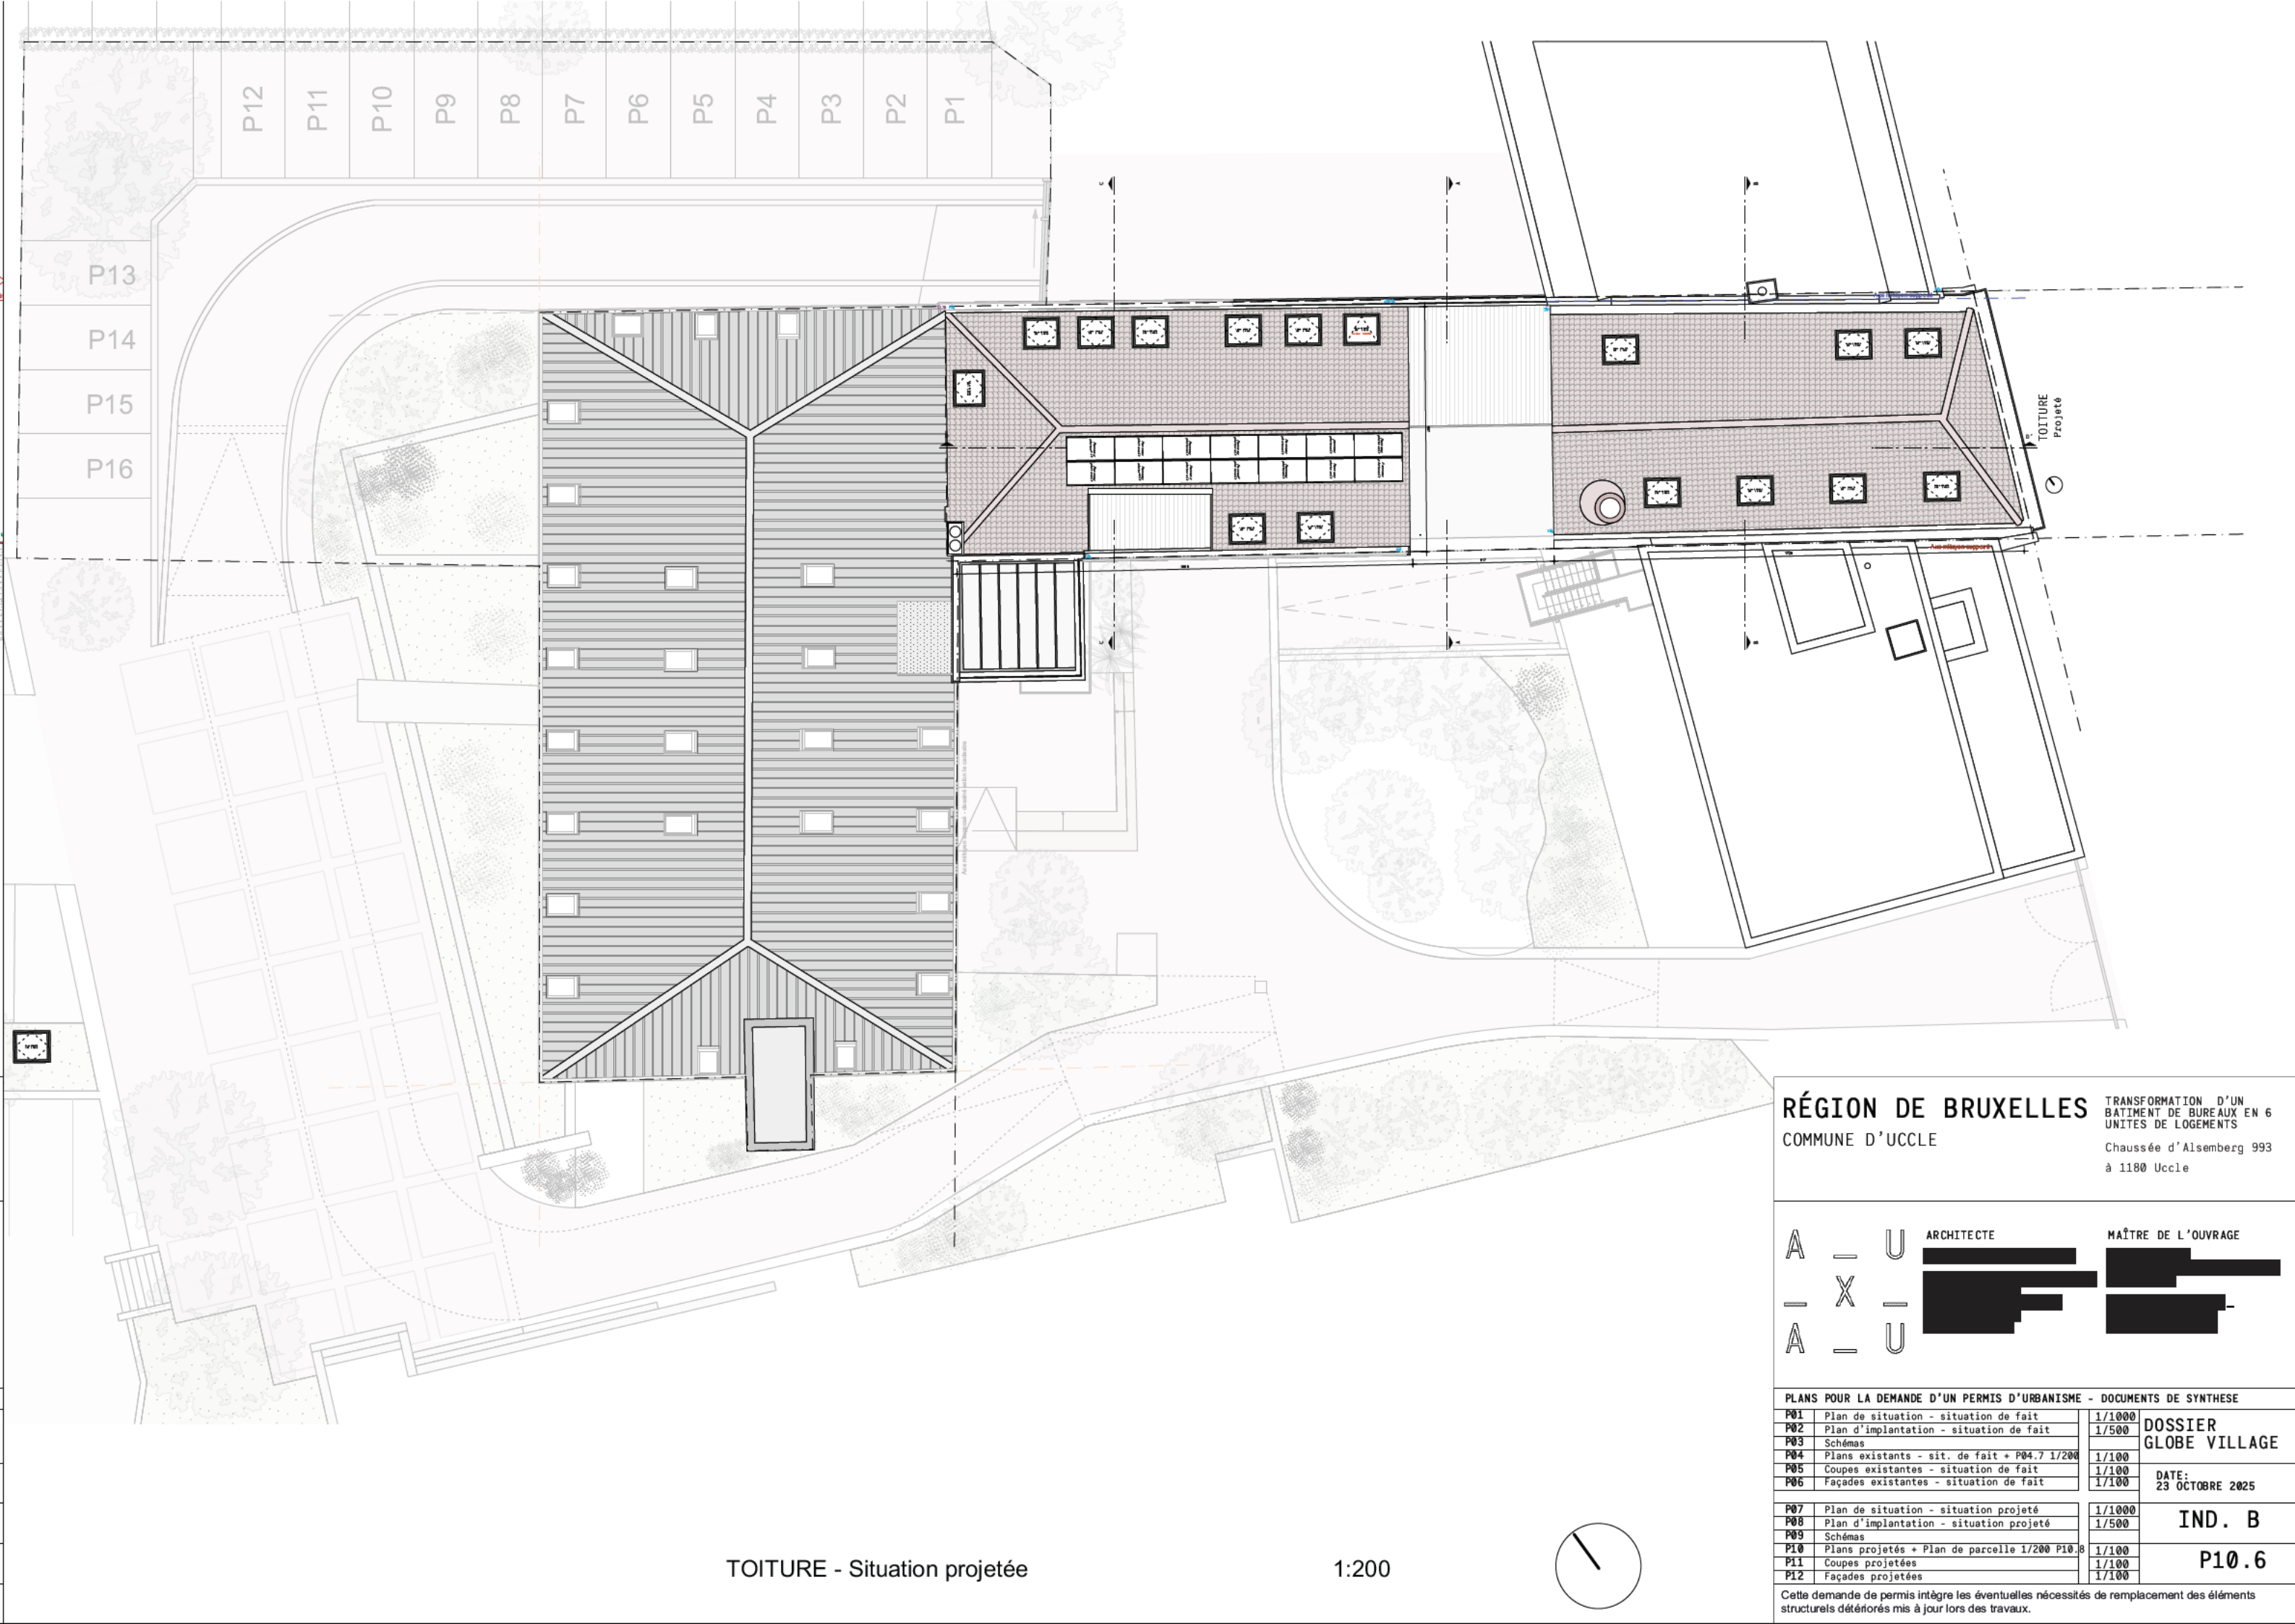 P12
P11
P10
P9
P8
P7
P6
P5
P4
P3
P2
P1
P13
P14
P15
P16
TOITURE
Projeté
RÉGION DE BRUXELLES
COMMUNE D'UCCLE
TRANSFORMATION D'UN
BATIMENT DE BUREAUX EN 6
UNITES DE LOGEMENTS
Chaussée d'Alsemberg 993
à 1180 Uccle
A _ U
_ X _
A _ U
ARCHITECTE
MAÎTRE DE L'OUVRAGE
PLANS POUR LA DEMANDE D'UN PERMIS D'URBANISME - DOCUMENTS DE SYNTHESE
P01 Plan de situation - situation de fait 1/1000
P02 Plan d'implantation - situation de fait 1/500
P03 Schémas
P04 Plans existants - sit. de fait + P04.7 1/200 1/100
P05 Coupes existantes - situation de fait 1/100
P06 Façades existantes - situation de fait 1/100
P07 Plan de situation - situation projeté 1/1000
P08 Plan d'implantation - situation projeté 1/500
P09 Schémas
P10 Plans projetés + Plan de parcelle 1/200 P10.8 1/100
P11 Coupes projetées 1/100
P12 Façades projetées 1/100
DOSSIER
GLOBE VILLAGE
DATE:
23 OCTOBRE 2025
IND. B
P10.6
Cette demande de permis intègre les éventuelles nécessités de remplacement des éléments
structurels détériorés mis à jour lors des travaux.
TOITURE - Situation projetée
1:200